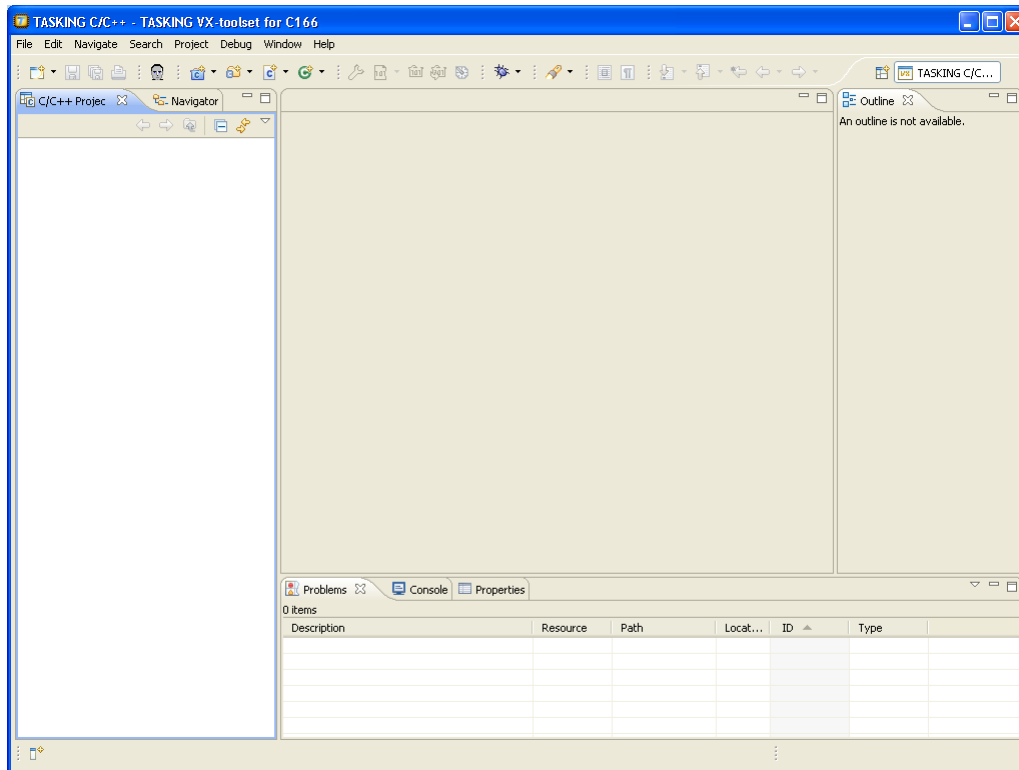 TASKING C/C++ - TASKING VX-toolset for C166
File Edit Navigate Search Project Debug Window Help
TASKING C/C...
C/C++ Projec Navigator
Outline
An outline is not available.
Problems Console Properties
0 items
Description Resource Path Locat... ID Type